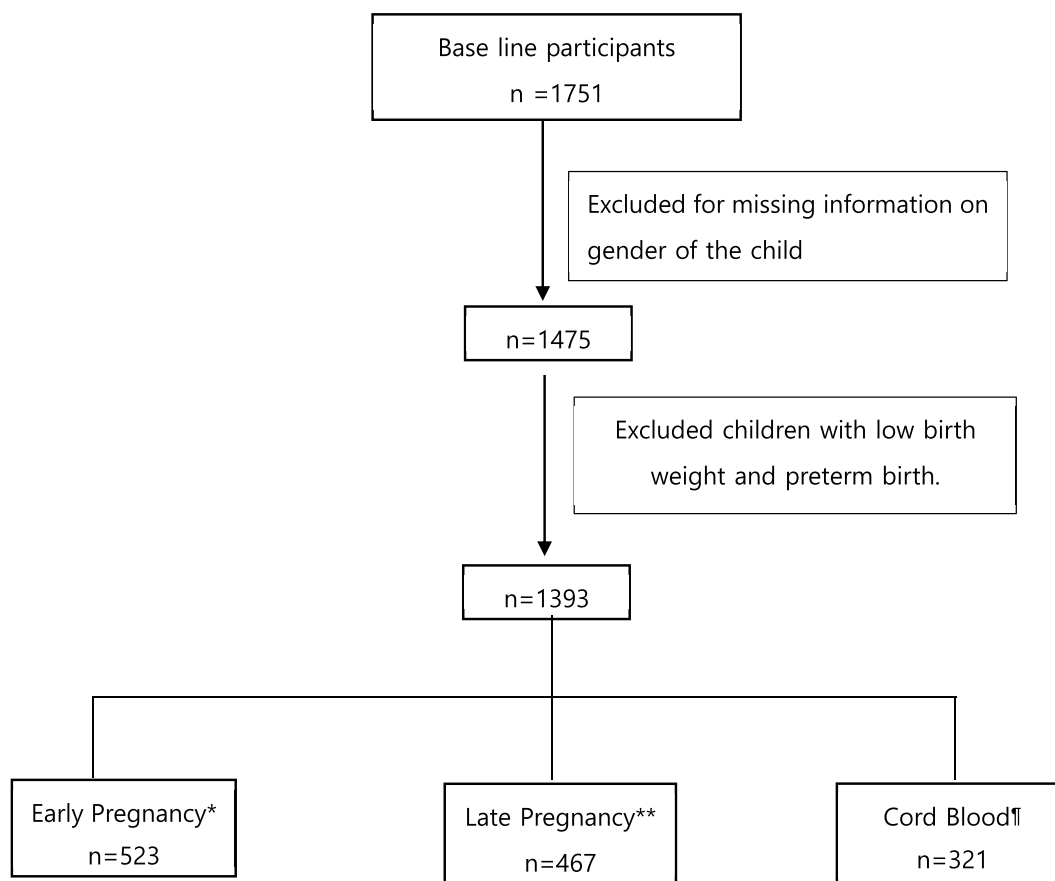 Base line participants
n =1751
Excluded for missing information on
gender of the child
n=1475
Excluded children with low birth
weight and preterm birth.
n=1393
Early Pregnancy*
n=523
Late Pregnancy**
n=467
Cord Blood¶
n=321